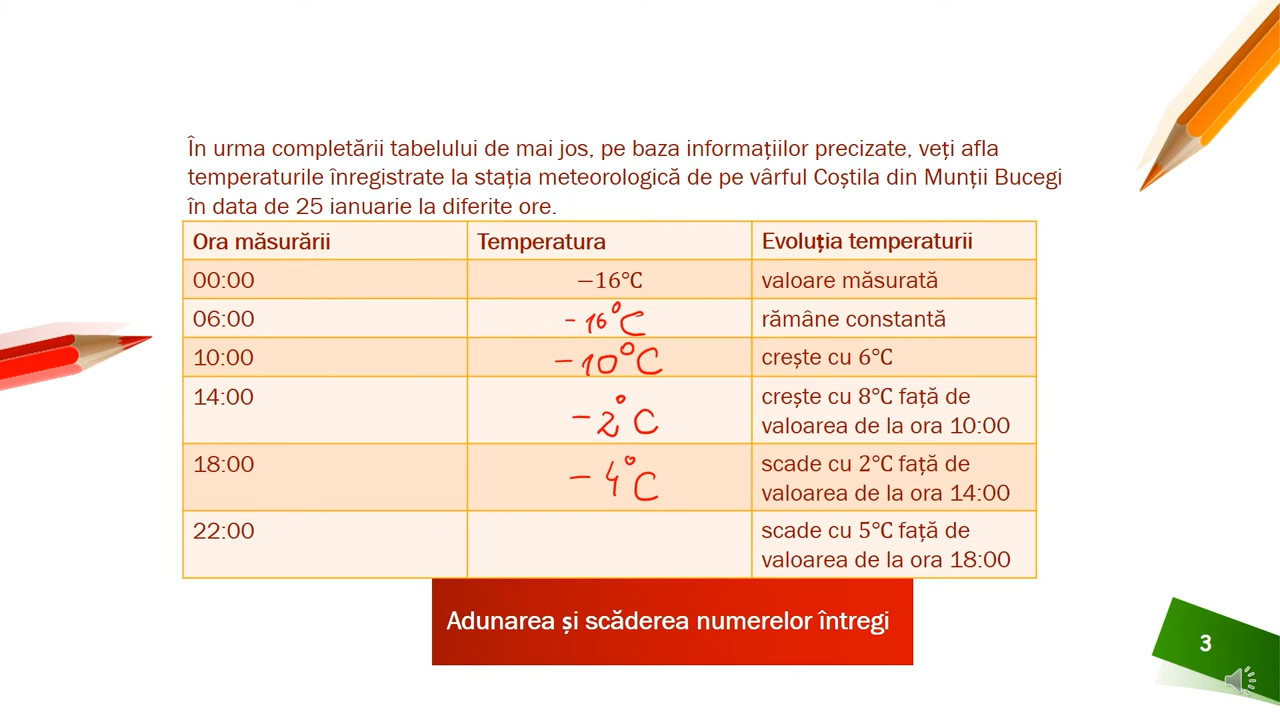 În urma completării tabelului de mai jos, pe baza informațiilor precizate, veți afla
temperaturile înregistrate la stația meteorologică de pe vârful Coștila din Munții Bucegi
în data de 25 ianuarie la diferite ore.
Ora măsurării Temperatura Evoluția temperaturii
00:00 −16°C valoare măsurată
06:00 -16°C rămâne constantă
10:00 -10°C crește cu 6°C
14:00 -2°C crește cu 8°C față de
valoarea de la ora 10:00
18:00 -4°C scade cu 2°C față de
valoarea de la ora 14:00
22:00 scade cu 5°C față de
valoarea de la ora 18:00
Adunarea și scăderea numerelor întregi
3